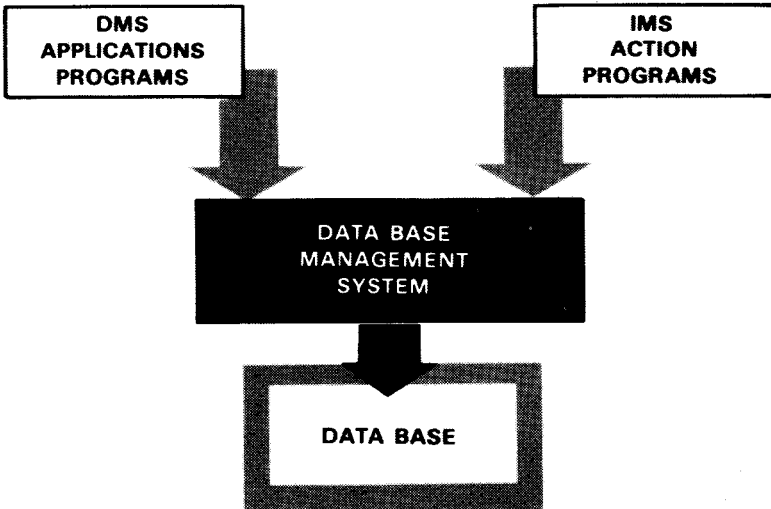 DMS
APPLICATIONS
PROGRAMS
IMS
ACTION
PROGRAMS
DATA BASE
MANAGEMENT
SYSTEM
DATA BASE